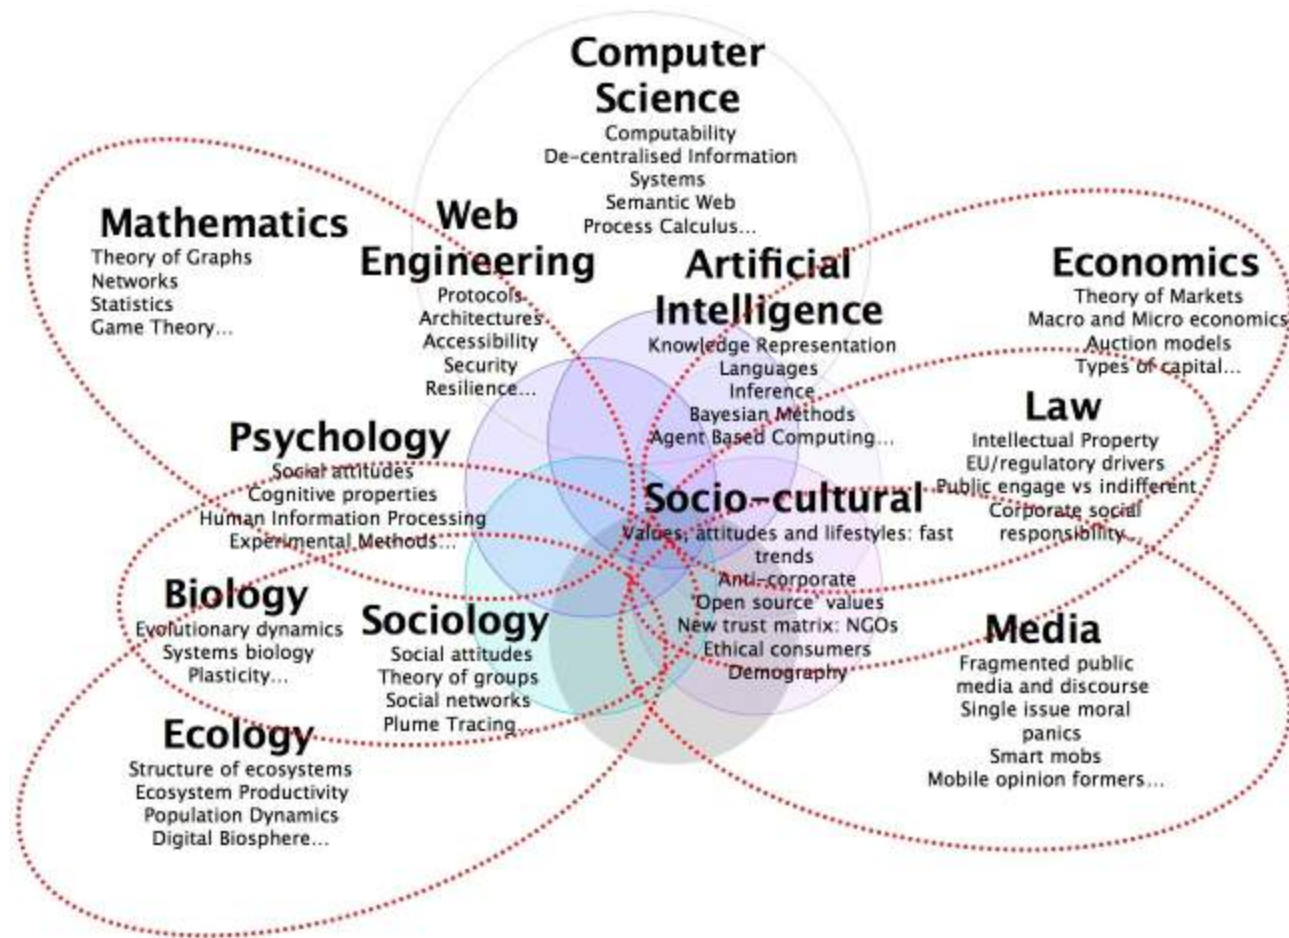 Computer
Science
Computability
De-centralised Information
Systems
Semantic Web
Process Calculus...
Mathematics
Theory of Graphs
Networks
Statistics
Game Theory...
Web
Engineering
Protocols
Architectures
Accessibility
Security
Resilience...
Artificial
Intelligence
Knowledge Representation
Languages
Inference
Bayesian Methods
Agent Based Computing...
Economics
Theory of Markets
Macro and Micro economics
Auction models
Types of capital...
Law
Intellectual Property
EU/regulatory drivers
Public engage vs indifferent
Corporate social
responsibility
Psychology
Social attitudes
Cognitive properties
Human Information Processing
Experimental Methods...
Socio-cultural
Values, attitudes and lifestyles: fast
trends
Anti-corporate
'Open source' values
New trust matrix: NGOs
Ethical consumers
Demography
Biology
Evolutionary dynamics
Systems biology
Plasticity...
Sociology
Social attitudes
Theory of groups
Social networks
Plume Tracing...
Media
Fragmented public
media and discourse
Single issue moral
panics
Smart mobs
Mobile opinion formers...
Ecology
Structure of ecosystems
Ecosystem Productivity
Population Dynamics
Digital Biosphere...